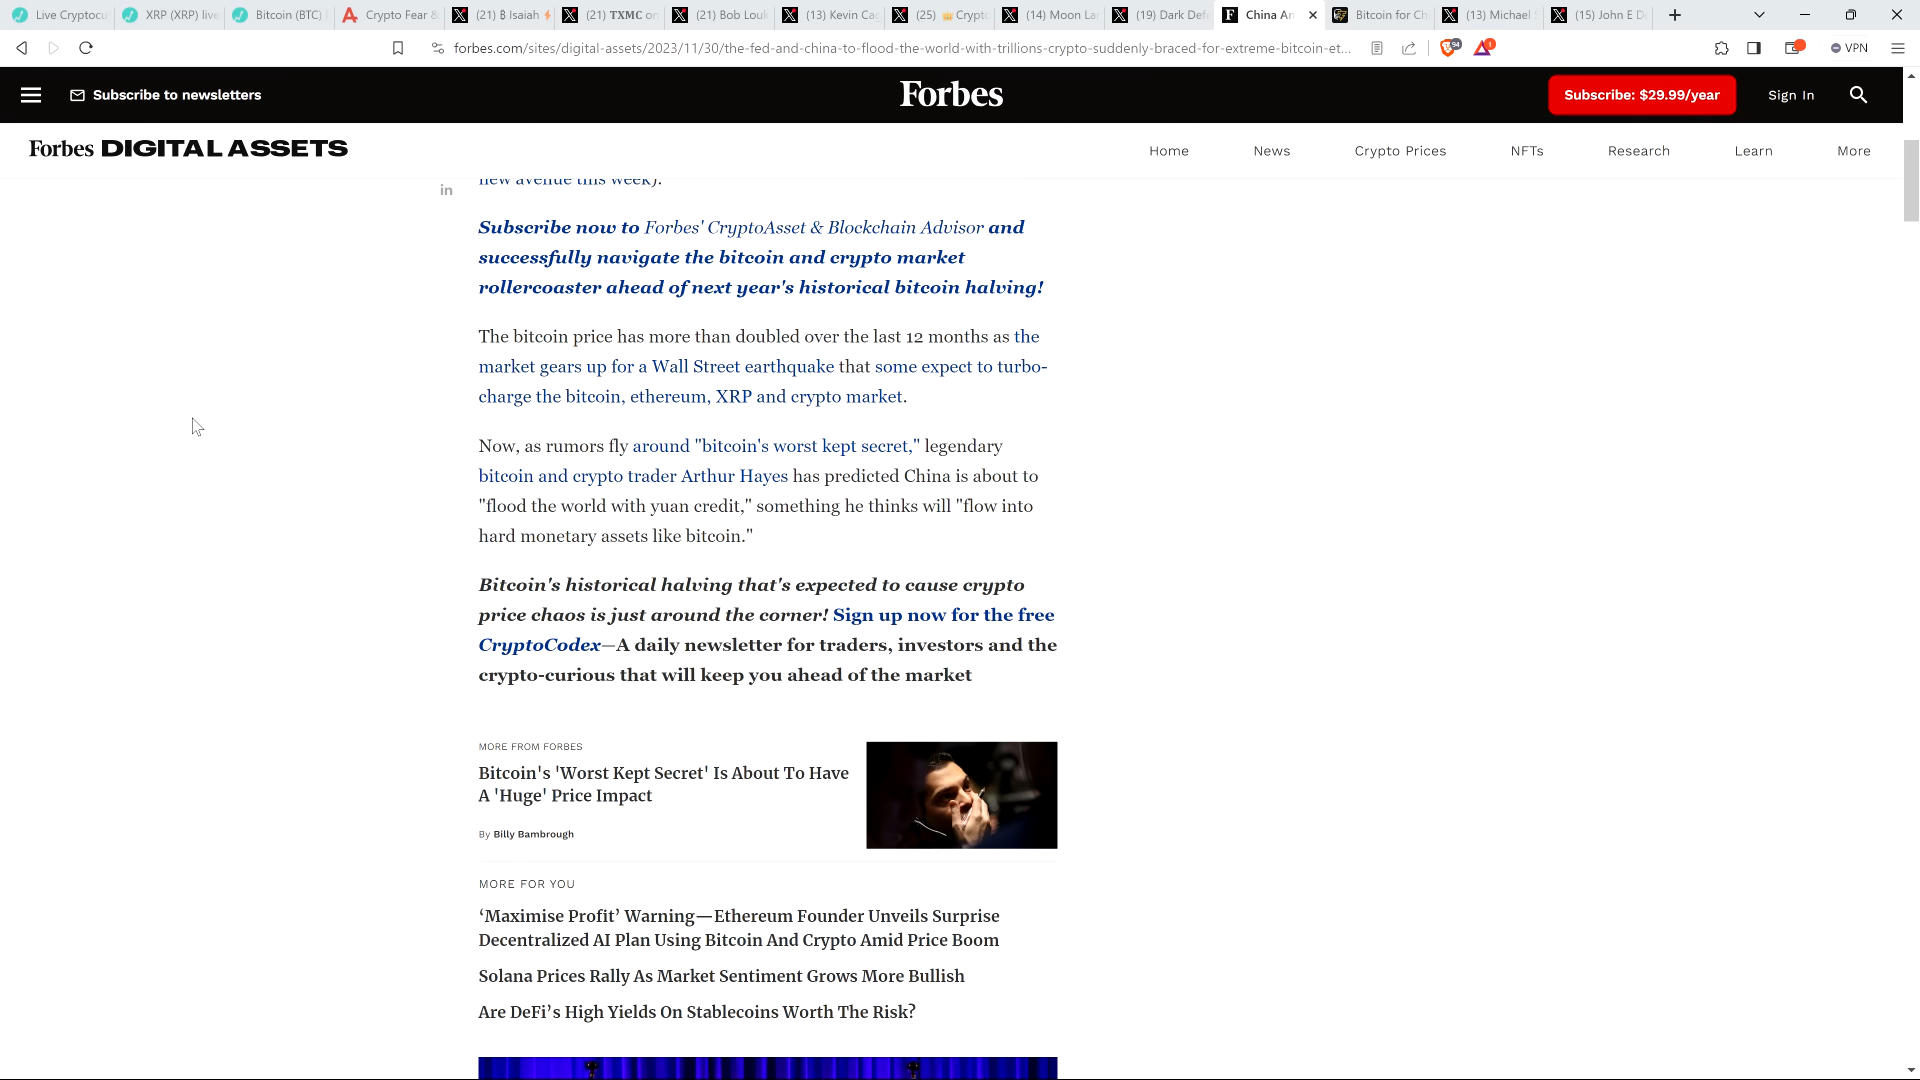 Live Cryptocu
XRP (XRP) live
Bitcoin (BTC)
Crypto Fear &
(21) ₿ Isaiah
(21) TXMC on
(21) Bob Louk
(13) Kevin Cag
(25) Crypto
(14) Moon La
(19) Dark Def
China An
Bitcoin for Ch
(13) Michael
(15) John E D
forbes.com/sites/digital-assets/2023/11/30/the-fed-and-china-to-flood-the-world-with-trillions-crypto-suddenly-braced-for-extreme-bitcoin-et...
94
1
VPN
Subscribe to newsletters
Forbes
Subscribe: $29.99/year
Sign In
Forbes DIGITAL ASSETS
Home
News
Crypto Prices
NFTs
Research
Learn
More
in
new avenue this week).
Subscribe now to Forbes' CryptoAsset & Blockchain Advisor and
successfully navigate the bitcoin and crypto market
rollercoaster ahead of next year's historical bitcoin halving!
The bitcoin price has more than doubled over the last 12 months as the
market gears up for a Wall Street earthquake that some expect to turbo-
charge the bitcoin, ethereum, XRP and crypto market.
Now, as rumors fly around "bitcoin's worst kept secret," legendary
bitcoin and crypto trader Arthur Hayes has predicted China is about to
"flood the world with yuan credit," something he thinks will "flow into
hard monetary assets like bitcoin."
Bitcoin's historical halving that's expected to cause crypto
price chaos is just around the corner! Sign up now for the free
CryptoCodex—A daily newsletter for traders, investors and the
crypto-curious that will keep you ahead of the market
MORE FROM FORBES
Bitcoin's 'Worst Kept Secret' Is About To Have
A 'Huge' Price Impact
By Billy Bambrough
MORE FOR YOU
‘Maximise Profit’ Warning—Ethereum Founder Unveils Surprise
Decentralized AI Plan Using Bitcoin And Crypto Amid Price Boom
Solana Prices Rally As Market Sentiment Grows More Bullish
Are DeFi’s High Yields On Stablecoins Worth The Risk?